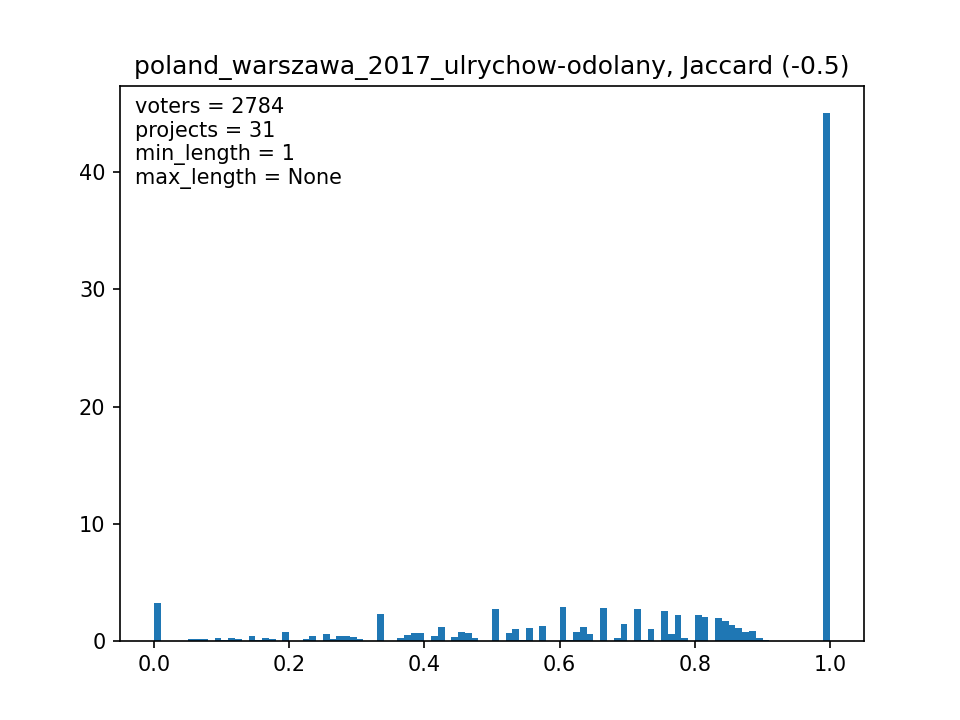 poland_warszawa_2017_ulrychow-odolany, Jaccard (-0.5)
voters = 2784
projects = 31
min_length = 1
max_length = None
40
30
20
10
0
0.0 0.2 0.4 0.6 0.8 1.0